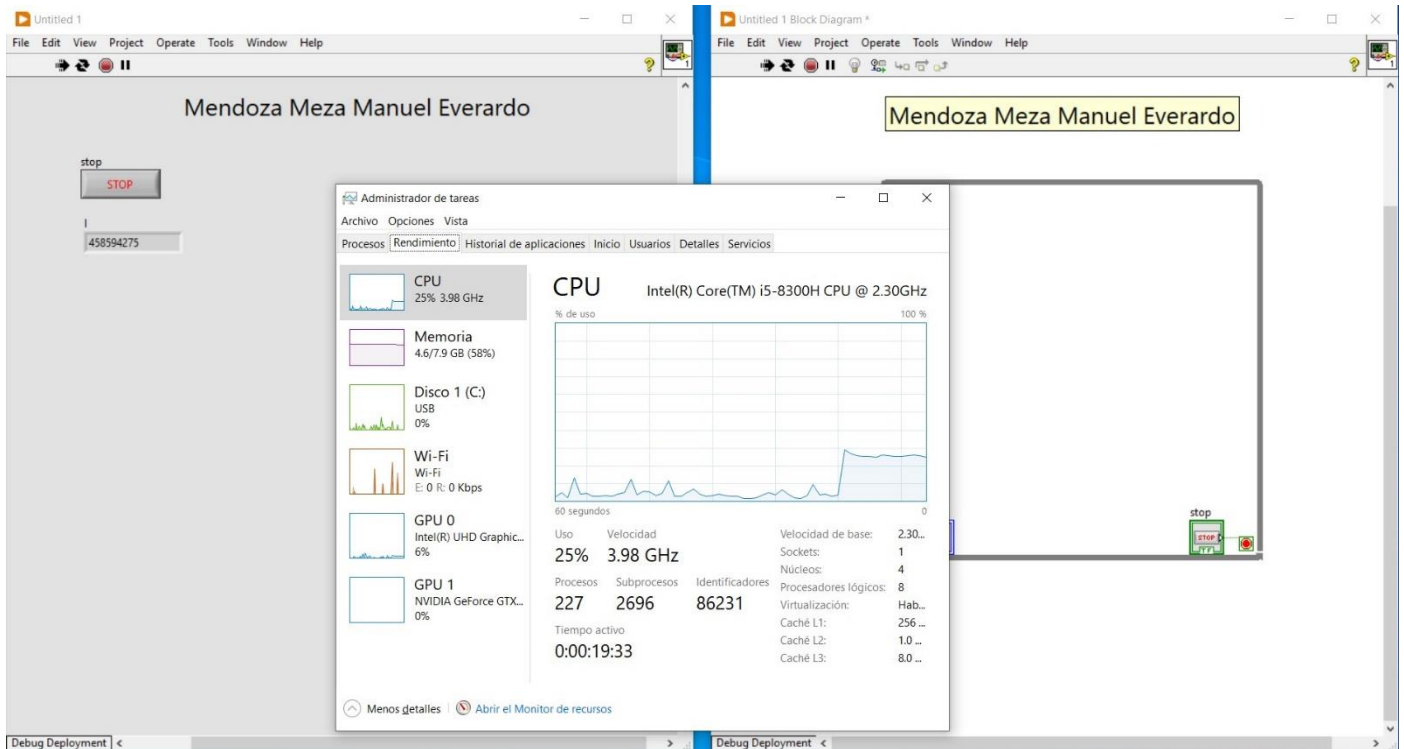 Untitled 1
File Edit View Project Operate Tools Window Help
1
Mendoza Meza Manuel Everardo
stop
STOP
I
458594275
Debug Deployment
Untitled 1 Block Diagram *
File Edit View Project Operate Tools Window Help
1
Mendoza Meza Manuel Everardo
stop
STOP
TF
Debug Deployment
Administrador de tareas
Archivo Opciones Vista
Procesos Rendimiento Historial de aplicaciones Inicio Usuarios Detalles Servicios
CPU
25% 3.98 GHz
Memoria
4.6/7.9 GB (58%)
Disco 1 (C:)
USB
0%
Wi-Fi
Wi-Fi
E: 0 R: 0 Kbps
GPU 0
Intel(R) UHD Graphic...
6%
GPU 1
NVIDIA GeForce GTX...
0%
CPU Intel(R) Core(TM) i5-8300H CPU @ 2.30GHz
% de uso 100 %
60 segundos 0
Uso Velocidad
25% 3.98 GHz
Procesos Subprocesos Identificadores
227 2696 86231
Tiempo activo
0:00:19:33
Velocidad de base: 2.30...
Sockets: 1
Núcleos: 4
Procesadores lógicos: 8
Virtualización: Hab...
Caché L1: 256 ...
Caché L2: 1.0 ...
Caché L3: 8.0 ...
Menos detalles Abrir el Monitor de recursos